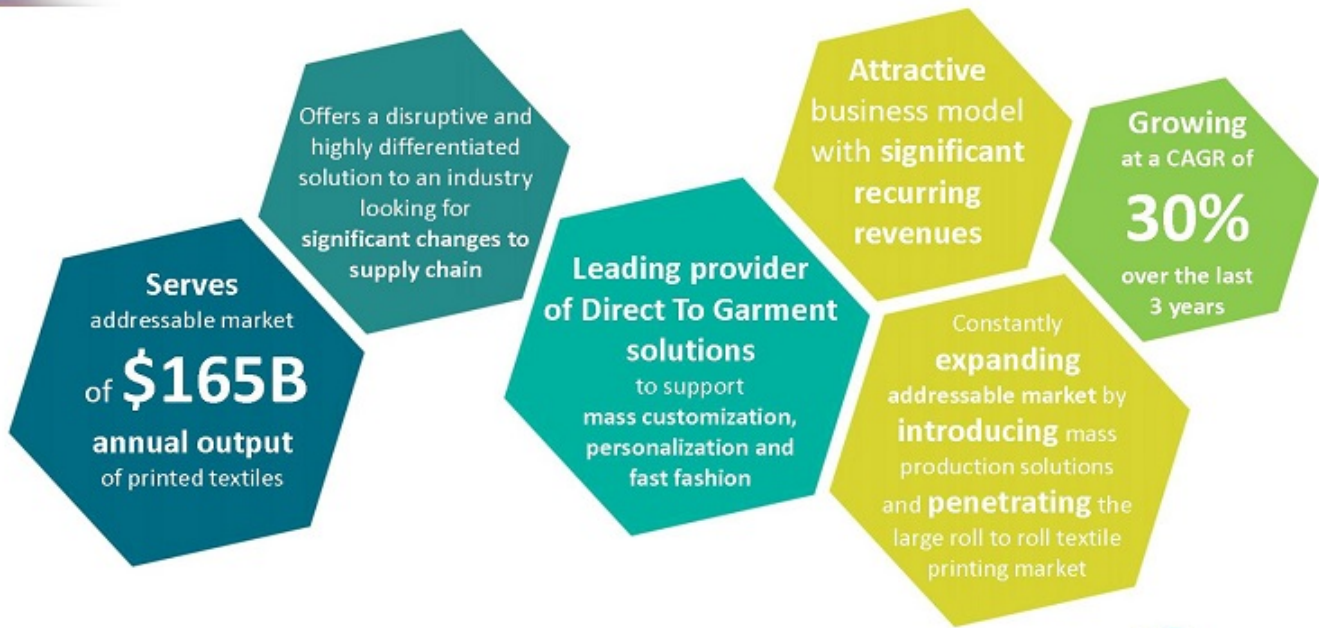 Serves
addressable market
of $165B
annual output
of printed textiles
Offers a disruptive and
highly differentiated
solution to an industry
looking for
significant changes to
supply chain
Leading provider
of Direct To Garment
solutions
to support
mass customization,
personalization and
fast fashion
Attractive
business model
with significant
recurring
revenues
Constantly
expanding
addressable market by
introducing mass
production solutions
and penetrating the
large roll to roll textile
printing market
Growing
at a CAGR of
30%
over the last
3 years